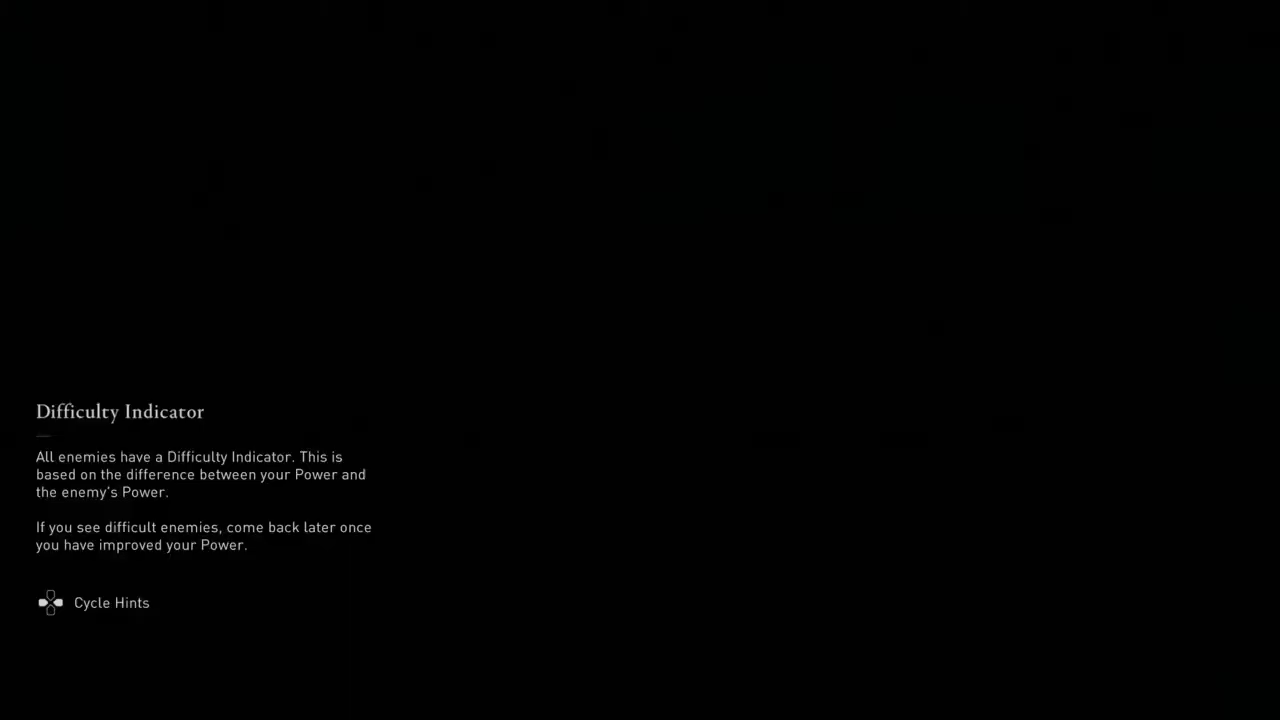 Difficulty Indicator
All enemies have a Difficulty Indicator. This is
based on the difference between your Power and
the enemy's Power.
If you see difficult enemies, come back later once
you have improved your Power.
Cycle Hints